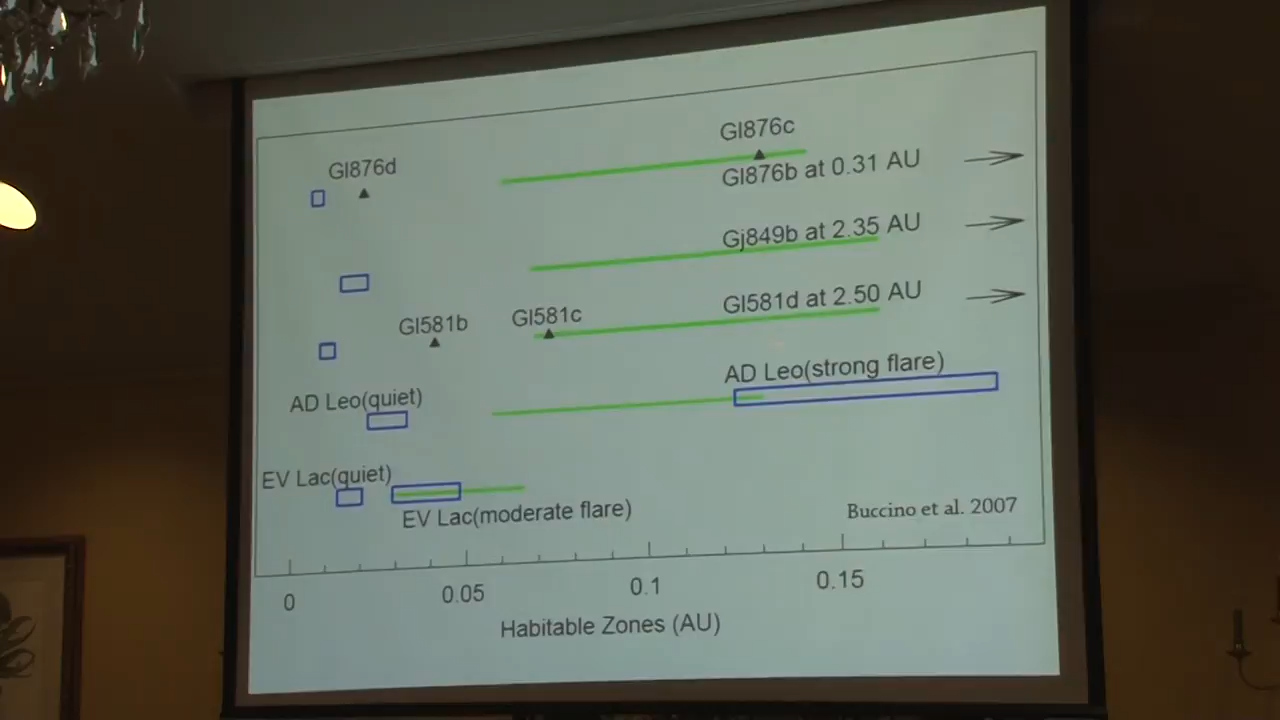 Gl876c
Gl876d
Gl876b at 0.31 AU
Gj849b at 2.35 AU
Gl581d at 2.50 AU
Gl581b
Gl581c
AD Leo(strong flare)
AD Leo(quiet)
EV Lac(quiet)
EV Lac(moderate flare)
Buccino et al. 2007
0 0.05 0.1 0.15
Habitable Zones (AU)